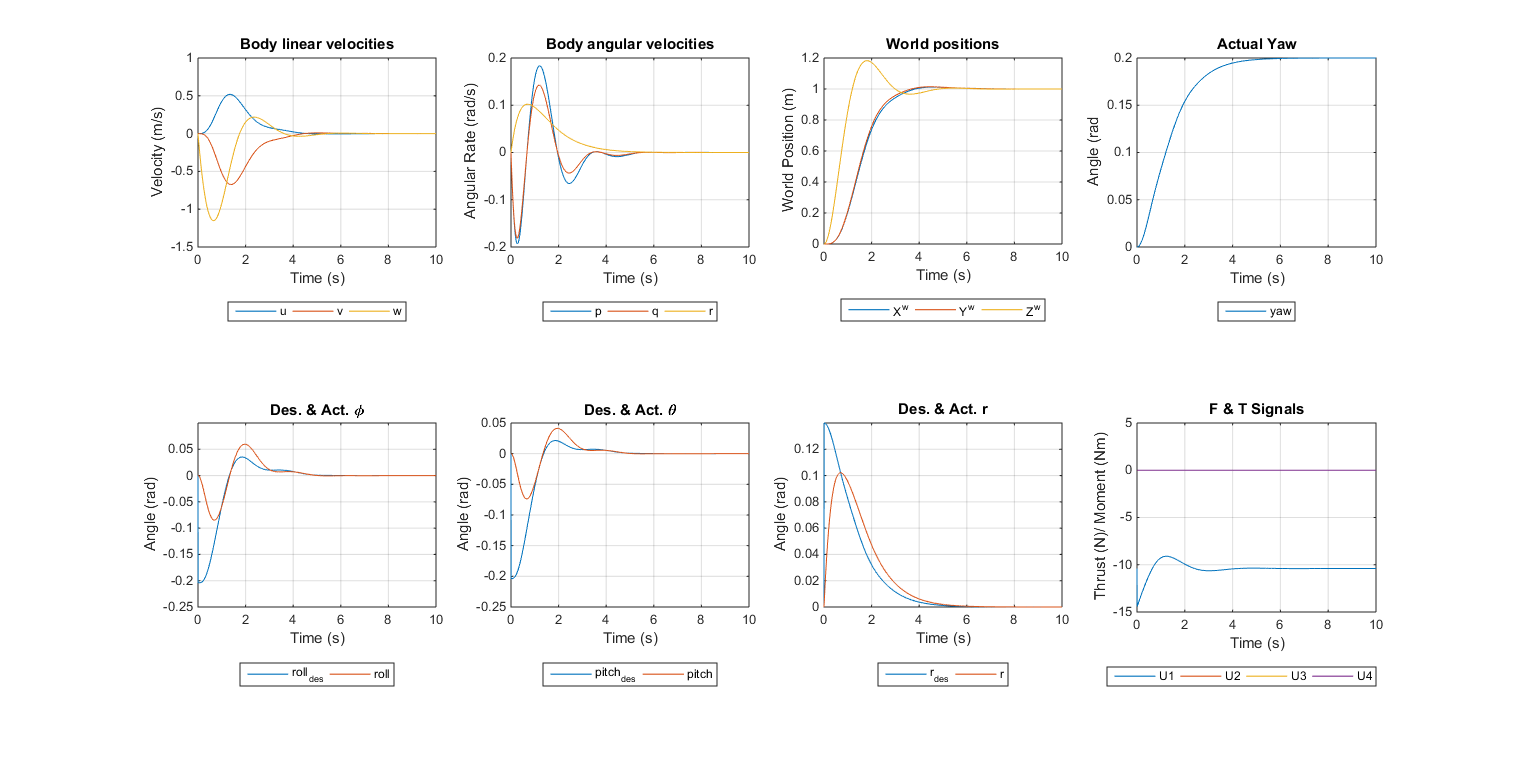 Body linear velocities
Velocity (m/s)
1
0.5
0
-0.5
-1
-1.5
0 2 4 6 8 10
Time (s)
u v w
Body angular velocities
Angular Rate (rad/s)
0.2
0.1
0
-0.1
-0.2
0 2 4 6 8 10
Time (s)
p q r
World positions
World Position (m)
1.2
1
0.8
0.6
0.4
0.2
0
0 2 4 6 8 10
Time (s)
X^w Y^w Z^w
Actual Yaw
Angle (rad
0.2
0.15
0.1
0.05
0
0 2 4 6 8 10
Time (s)
yaw
Des. & Act. ϕ
Angle (rad)
0.05
0
-0.05
-0.1
-0.15
-0.2
-0.25
0 2 4 6 8 10
Time (s)
roll_des roll
Des. & Act. θ
Angle (rad)
0.05
0
-0.05
-0.1
-0.15
-0.2
-0.25
0 2 4 6 8 10
Time (s)
pitch_des pitch
Des. & Act. r
Angle (rad)
0.12
0.1
0.08
0.06
0.04
0.02
0
0 2 4 6 8 10
Time (s)
r_des r
F & T Signals
Thrust (N)/ Moment (Nm)
5
0
-5
-10
-15
0 2 4 6 8 10
Time (s)
U1 U2 U3 U4